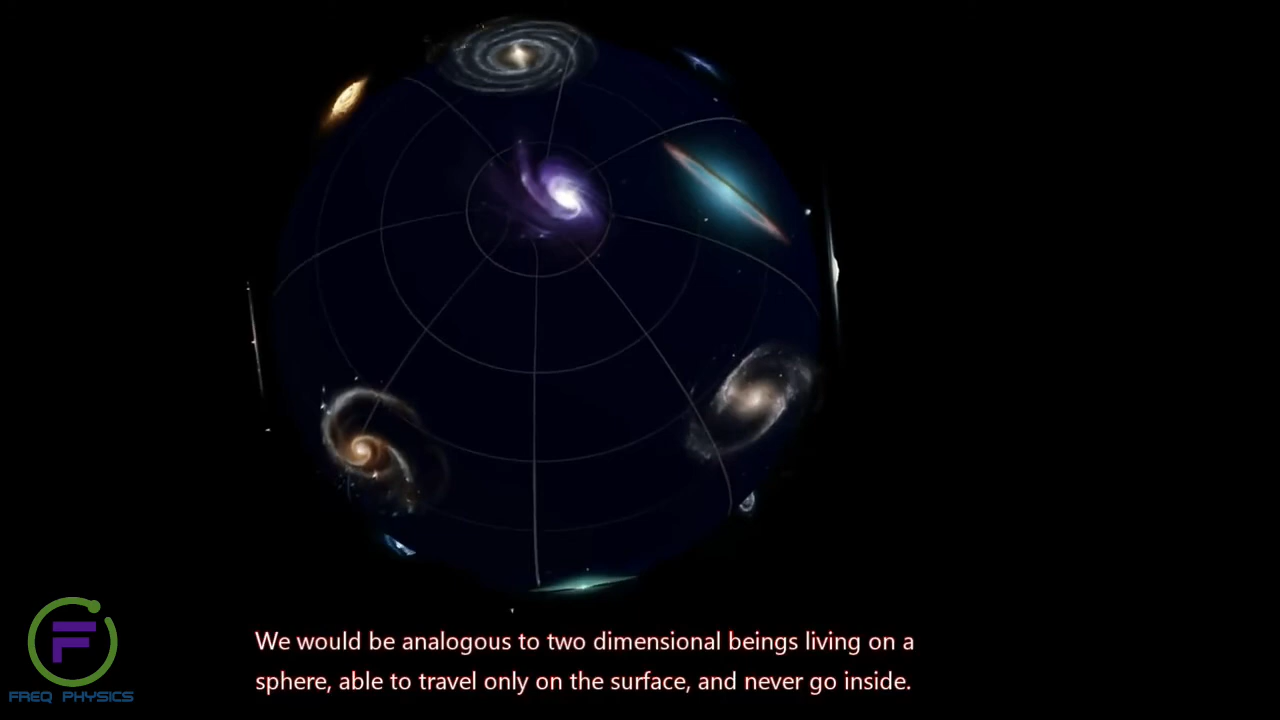 We would be analogous to two dimensional beings living on a
sphere, able to travel only on the surface, and never go inside.
F
FREQ PHYSICS